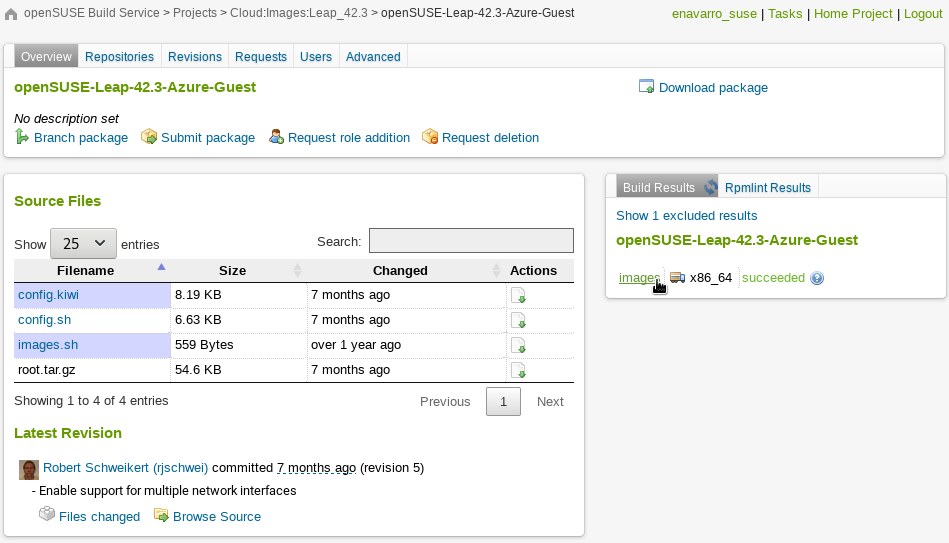 openSUSE Build Service > Projects > Cloud:Images:Leap_42.3 > openSUSE-Leap-42.3-Azure-Guest
enavarro_suse | Tasks | Home Project | Logout
Overview Repositories Revisions Requests Users Advanced
openSUSE-Leap-42.3-Azure-Guest
Download package
No description set
Branch package Submit package Request role addition Request deletion
Source Files
Show 25 entries
Search:
Filename Size Changed Actions
config.kiwi 8.19 KB 7 months ago
config.sh 6.63 KB 7 months ago
images.sh 559 Bytes over 1 year ago
root.tar.gz 54.6 KB 7 months ago
Showing 1 to 4 of 4 entries
Previous 1 Next
Latest Revision
Robert Schweikert (rjschwei) committed 7 months ago (revision 5)
- Enable support for multiple network interfaces
Files changed Browse Source
Build Results Rpmlint Results
Show 1 excluded results
openSUSE-Leap-42.3-Azure-Guest
images x86_64 succeeded ?